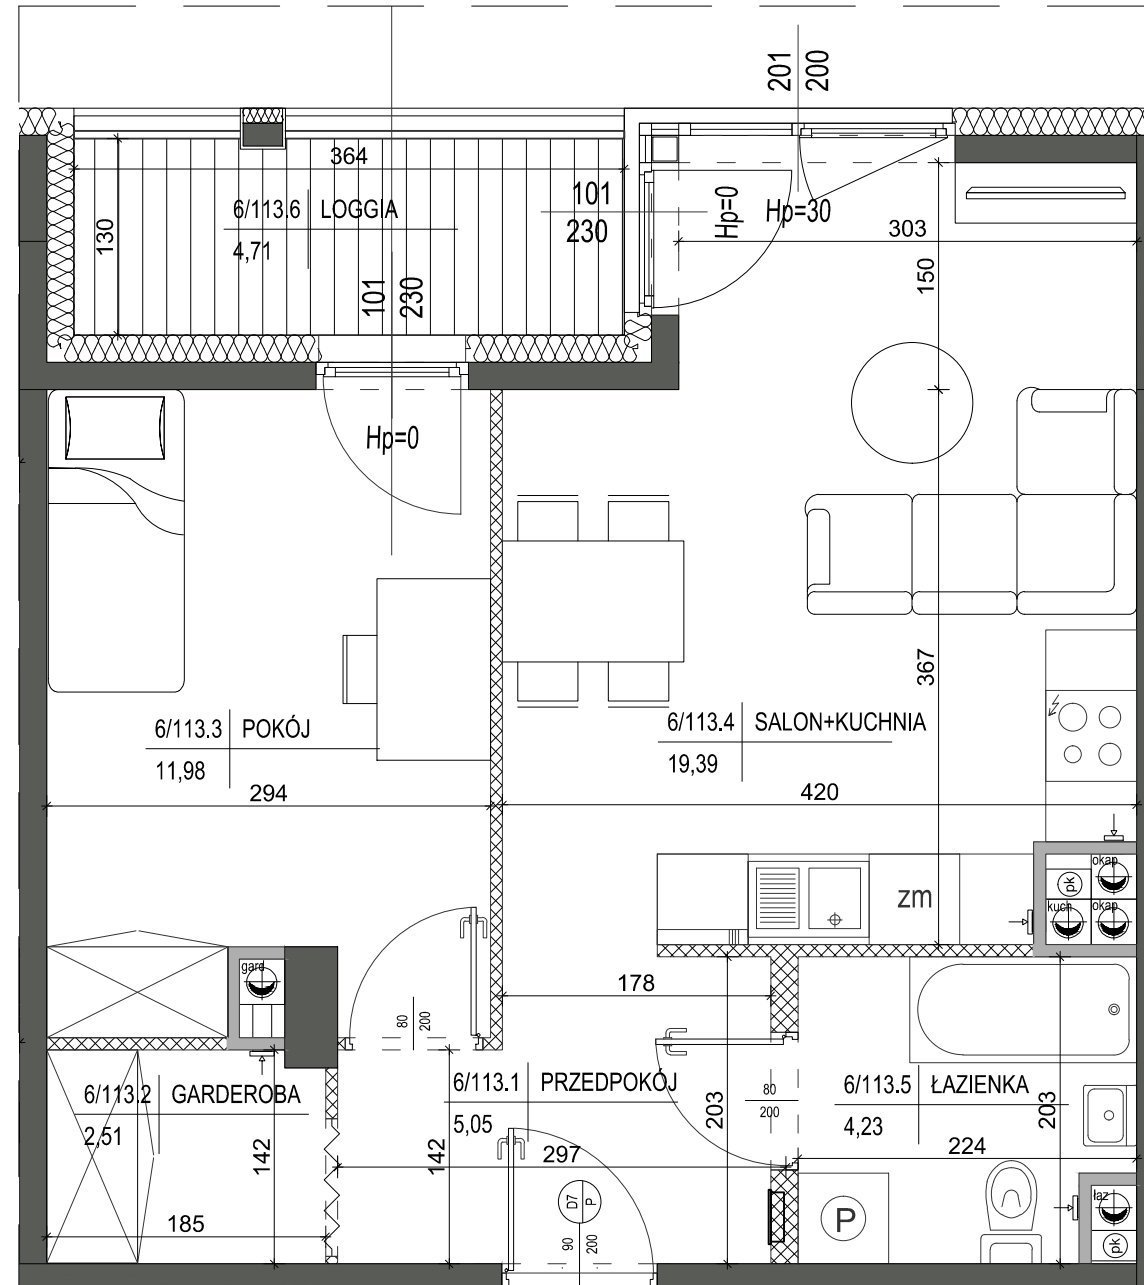 201
200
364
6/113.6 LOGGIA
4,71
130
101
230
101
230
Hp=0
Hp=30
303
150
Hp=0
367
6/113.3 POKÓJ
11,98
294
6/113.4 SALON+KUCHNIA
19,39
420
okap
pk
kuch
okap
zm
gard
178
80
200
6/113.2 GARDEROBA
2,51
142
185
6/113.1 PRZEDPOKÓJ
5,05
142
297
203
80
200
6/113.5 ŁAZIENKA
4,23
203
224
D7
P
90
200
P
łaz
pk